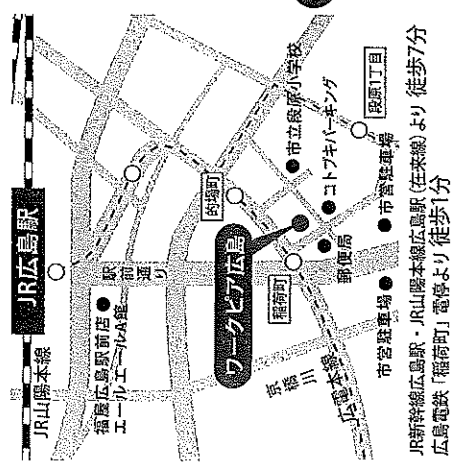 JR広島駅
JR山陽本線
福屋広島駅前店
エールエールA館
駅前通り
的場町
市立段原小学校
コトブキパーキング
段原1丁目
ワークピア広島
稲荷町
郵便局
市営駐車場
市営駐車場
京橋川
広電本線
JR新幹線広島駅・JR山陽本線広島駅(在来線)より 徒歩7分
広島電鉄「稲荷町」電停より 徒歩1分